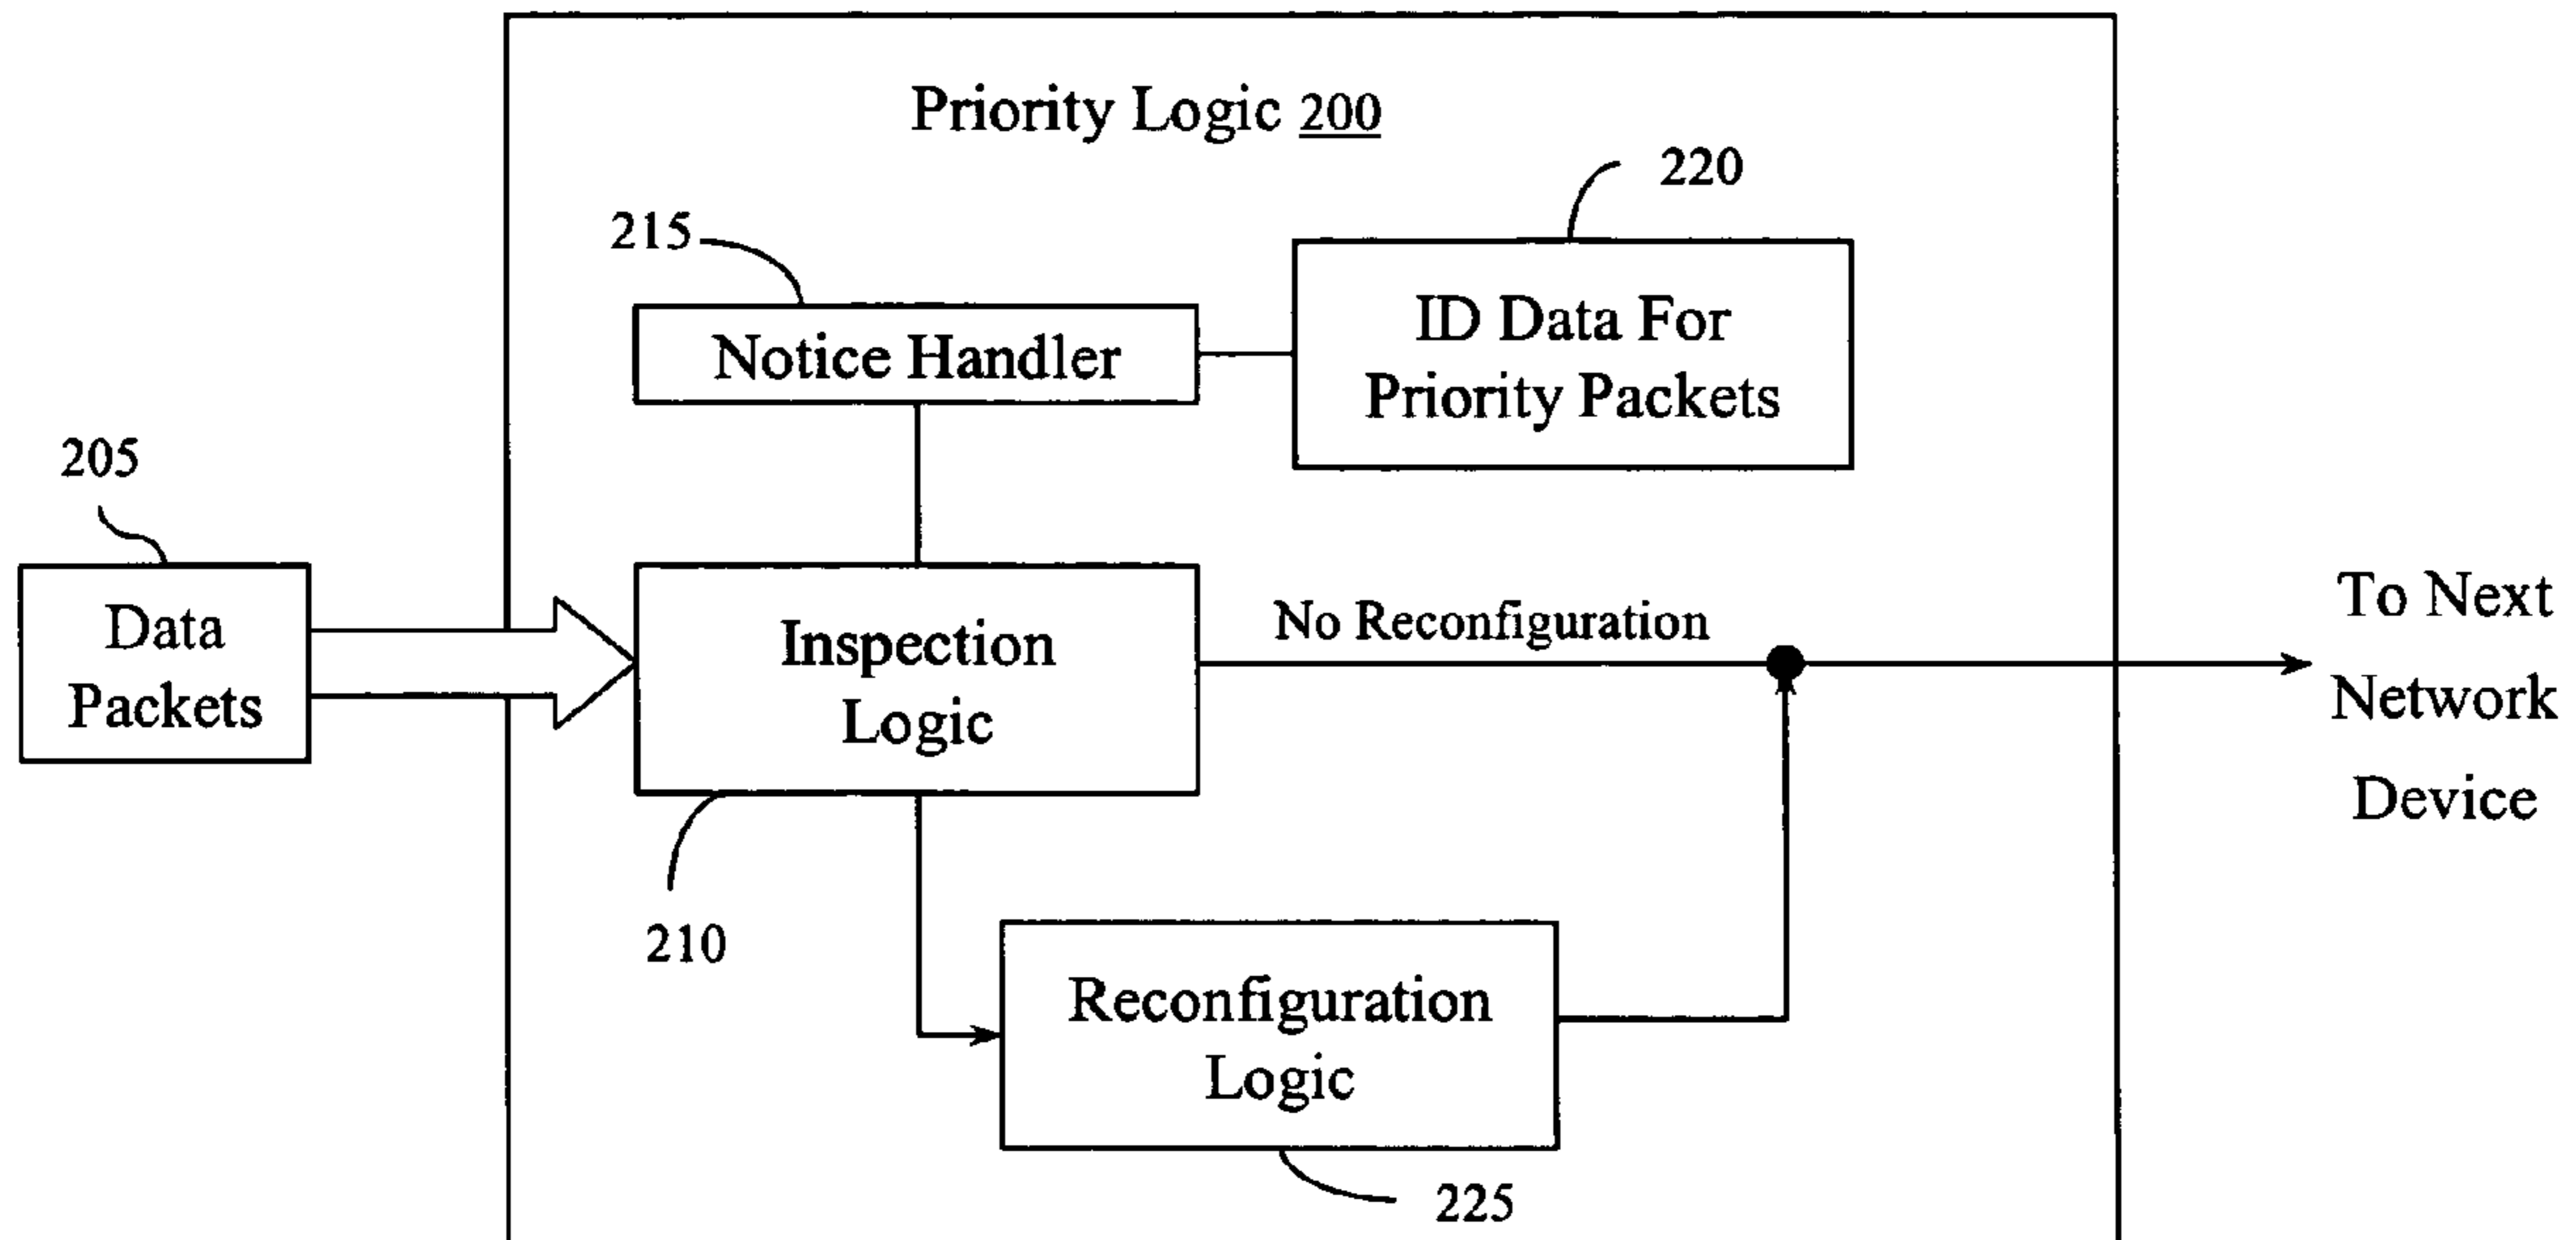 Priority Logic 200
220
215
ID Data For
Priority Packets
Notice Handler
205
Data
Packets
Inspection
Logic
No Reconfiguration
To Next
Network
Device
210
Reconfiguration
Logic
225